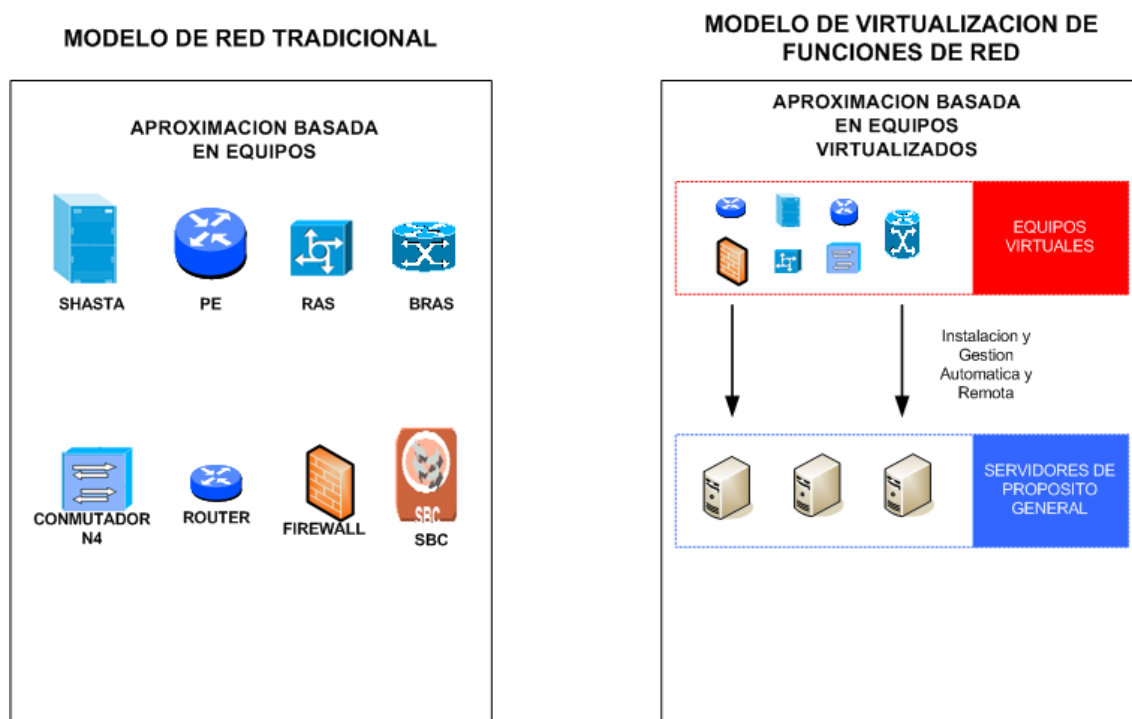 MODELO DE RED TRADICIONAL
APROXIMACION BASADA
EN EQUIPOS
SHASTA
PE
RAS
BRAS
CONMUTADOR
N4
ROUTER
FIREWALL
SBC
SBC
MODELO DE VIRTUALIZACION DE
FUNCIONES DE RED
APROXIMACION BASADA
EN EQUIPOS
VIRTUALIZADOS
EQUIPOS
VIRTUALES
Instalacion y
Gestion
Automatica y
Remota
SERVIDORES DE
PROPOSITO
GENERAL